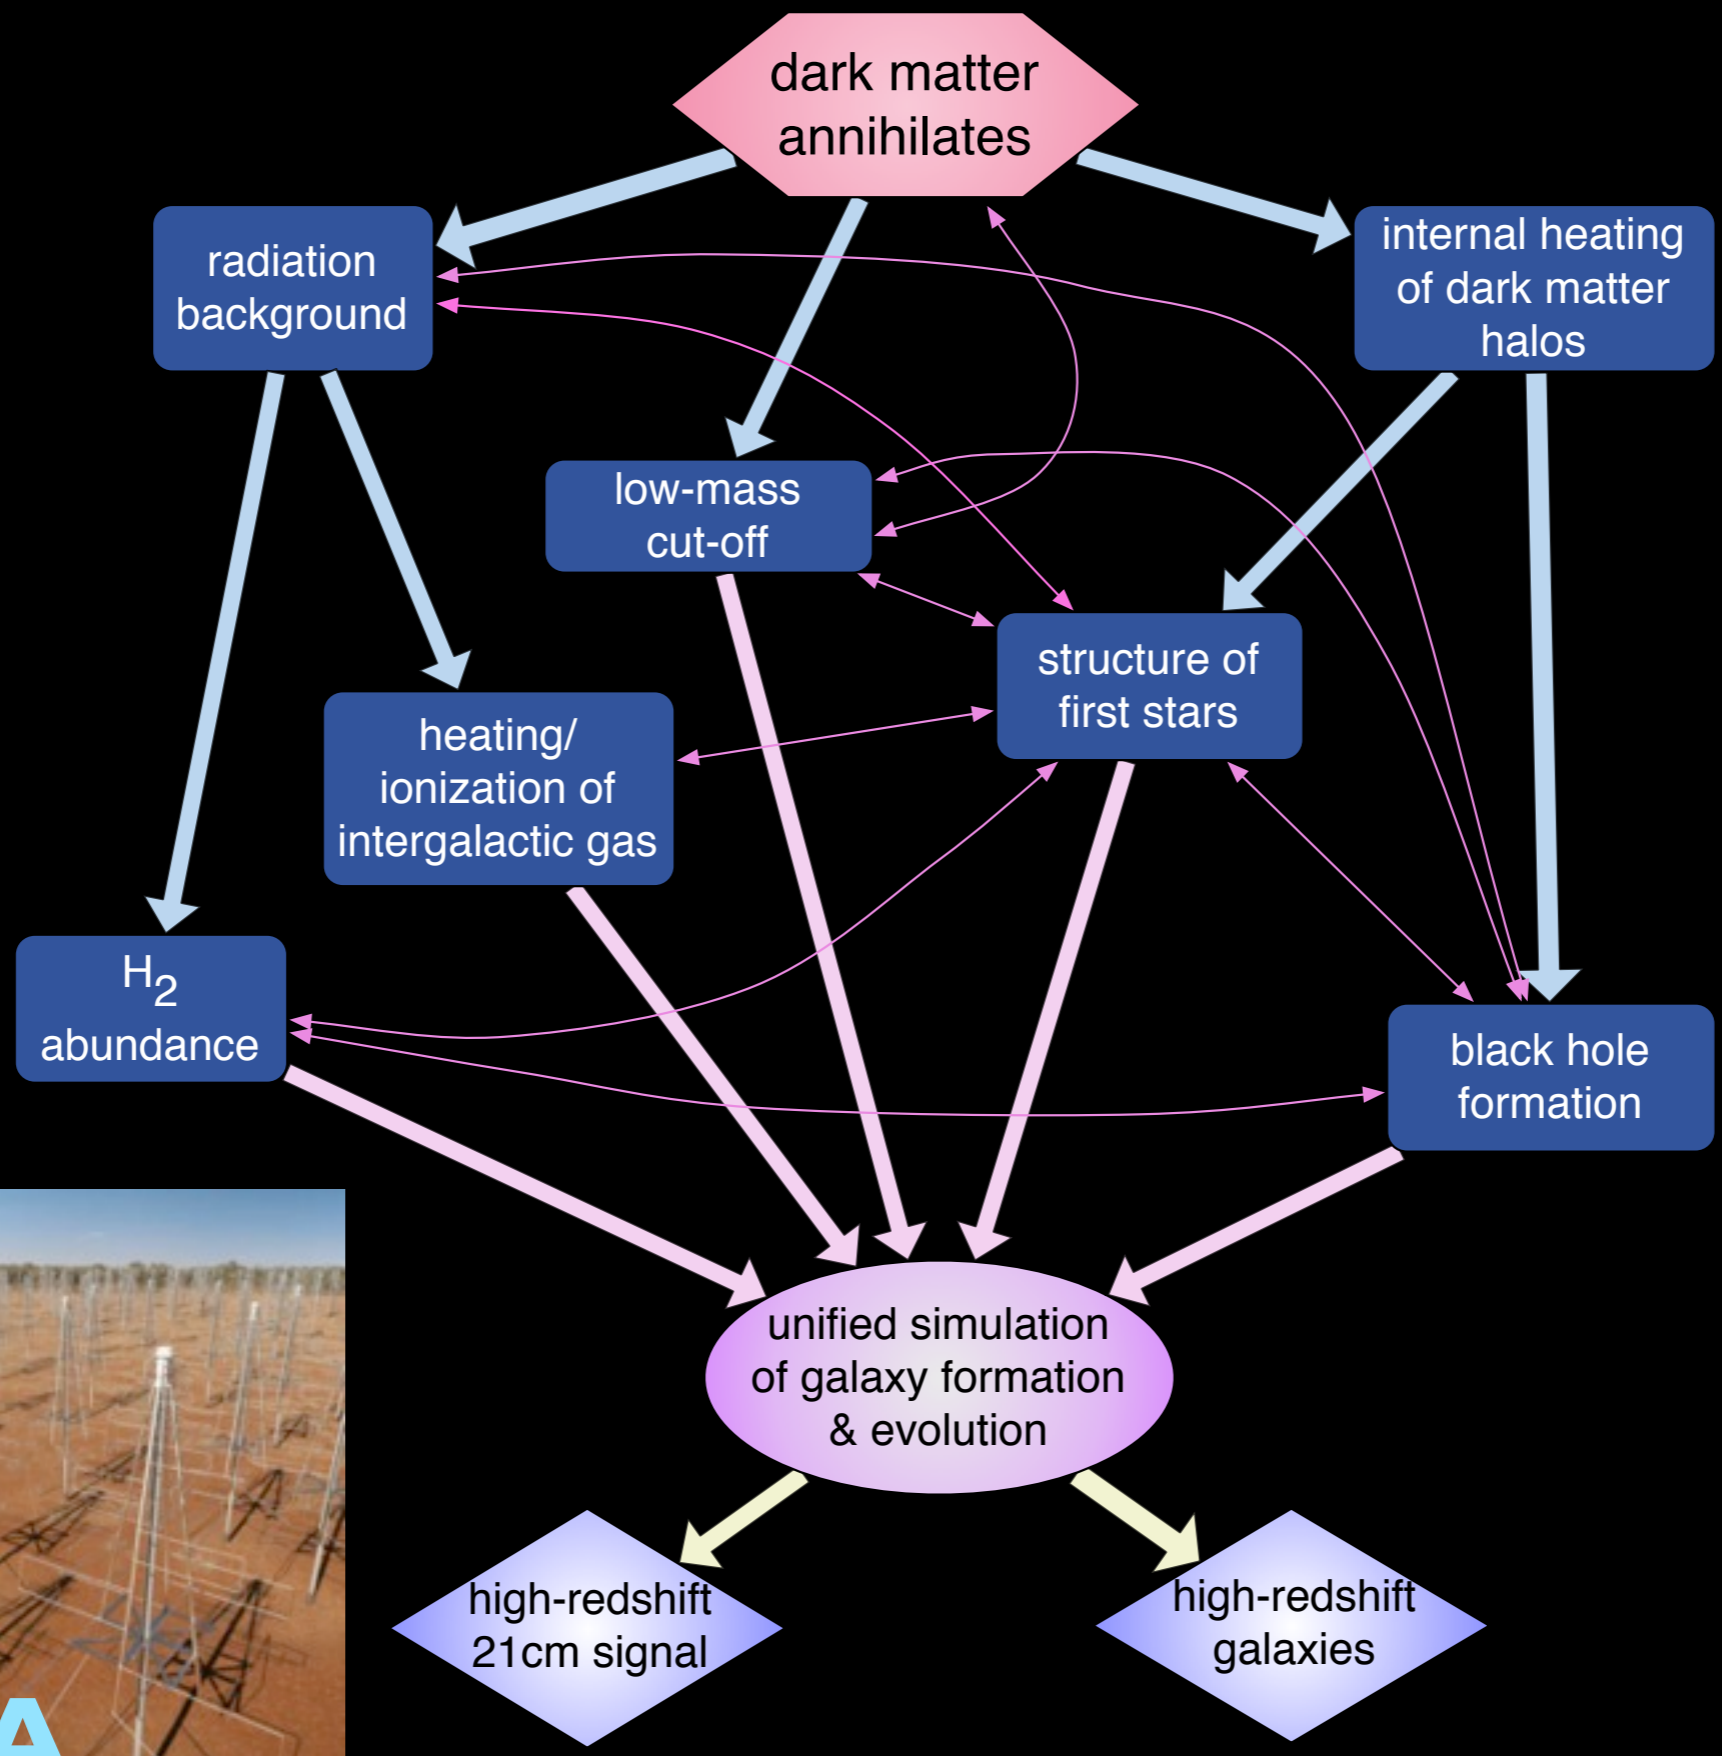 dark matter
annihilates
radiation
background
internal heating
of dark matter
halos
low-mass
cut-off
structure of
first stars
heating/
ionization of
intergalactic gas
H2
abundance
black hole
formation
unified simulation
of galaxy formation
& evolution
high-redshift
21cm signal
high-redshift
galaxies
A